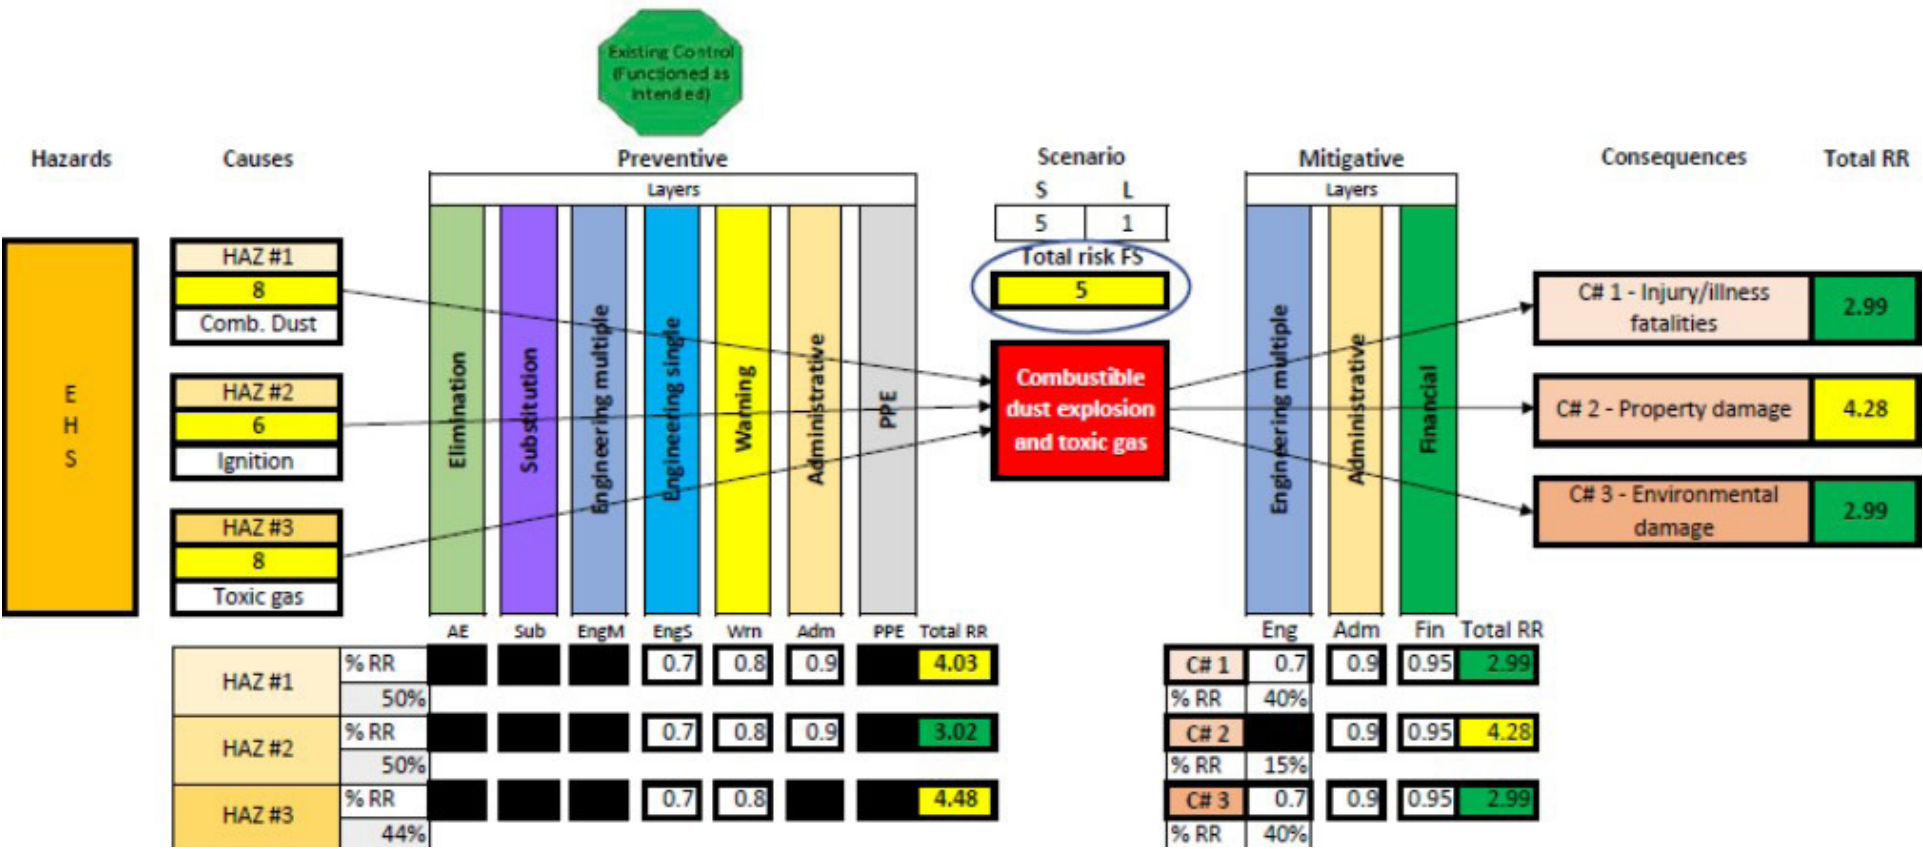 Existing Control
(Functioned as
intended)
Hazards
Causes
Preventive
Scenario
Mitigative
Consequences
Total RR
Layers
S L
Layers
5 1
Total risk FS
5
E
H
S
HAZ #1
8
Comb. Dust
HAZ #2
6
Ignition
HAZ #3
8
Toxic gas
Elimination
Substitution
Engineering multiple
Engineering single
Warning
Administrative
PPE
Combustible
dust explosion
and toxic gas
Engineering multiple
Administrative
Financial
C# 1 - Injury/illness
fatalities
2.99
C# 2 - Property damage
4.28
C# 3 - Environmental
damage
2.99
AE Sub EngM EngS Wrn Adm PPE Total RR
HAZ #1
% RR
0.7 0.8 0.9 4.03
50%
HAZ #2
% RR
0.7 0.8 0.9 3.02
50%
HAZ #3
% RR
0.7 0.8 4.48
44%
Eng Adm Fin Total RR
C# 1 0.7 0.9 0.95 2.99
% RR 40%
C# 2 0.9 0.95 4.28
% RR 15%
C# 3 0.7 0.9 0.95 2.99
% RR 40%